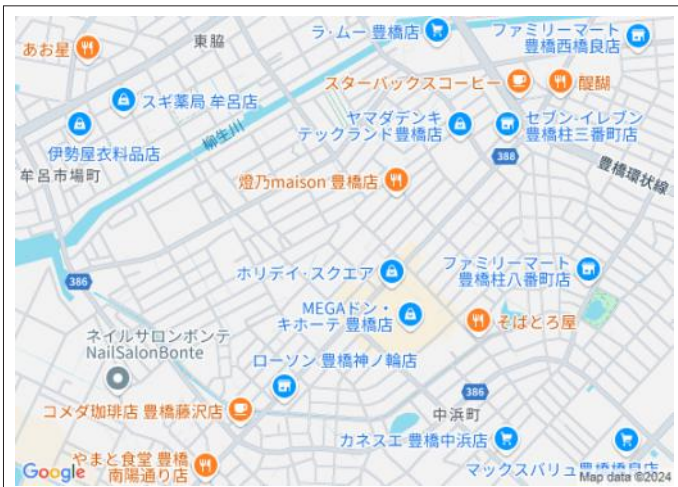 ラ・ムー 豊橋店
ファミリーマート
豊橋西橋良店
東脇
あお星
スターバックスコーヒー
醍醐
スギ薬局 牟呂店
ヤマダデンキ
テックランド豊橋店
セブン-イレブン
豊橋柱三番町店
柳生川
伊勢屋衣料品店
388
豊橋環状線
牟呂市場町
燈乃maison 豊橋店
ホリデイ・スクエア
ファミリーマート
豊橋柱八番町店
386
MEGAドン・
キホーテ 豊橋店
そばとろ屋
ネイルサロンボンテ
NailSalonBonte
ローソン 豊橋神ノ輪店
386
コメダ珈琲店 豊橋藤沢店
中浜町
カネスエ 豊橋中浜店
やまと食堂 豊橋
南陽通り店
マックスバリュ豊橋橋良店
Google
Map data ©2024